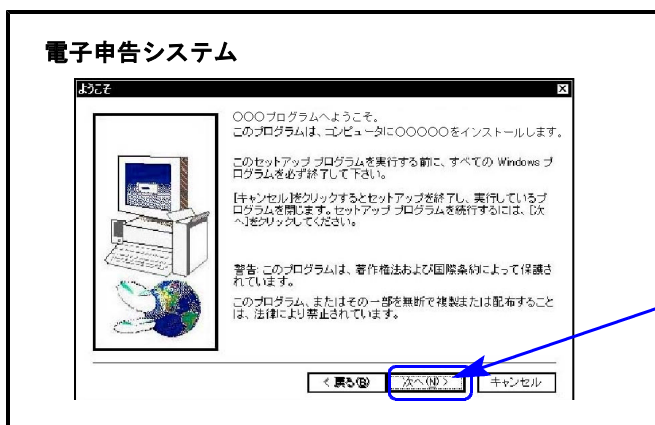 電子申告システム
ようこそ
○○○プログラムへようこそ。
このプログラムは、コンピュータに○○○○○をインストールします。
このセットアップ プログラムを実行する前に、すべての Windows プ
ログラムを必ず終了して下さい。
[キャンセル]をクリックするとセットアップを終了し、実行しているプ
ログラムを閉じます。セットアップ プログラムを続行するには、[次
へ]をクリックしてください。
警告: このプログラムは、著作権法および国際条約によって保護さ
れています。
このプログラム、またはその一部を無断で複製または配布すること
は、法律により禁止されています。
< 戻る(B) 次へ(N) > キャンセル